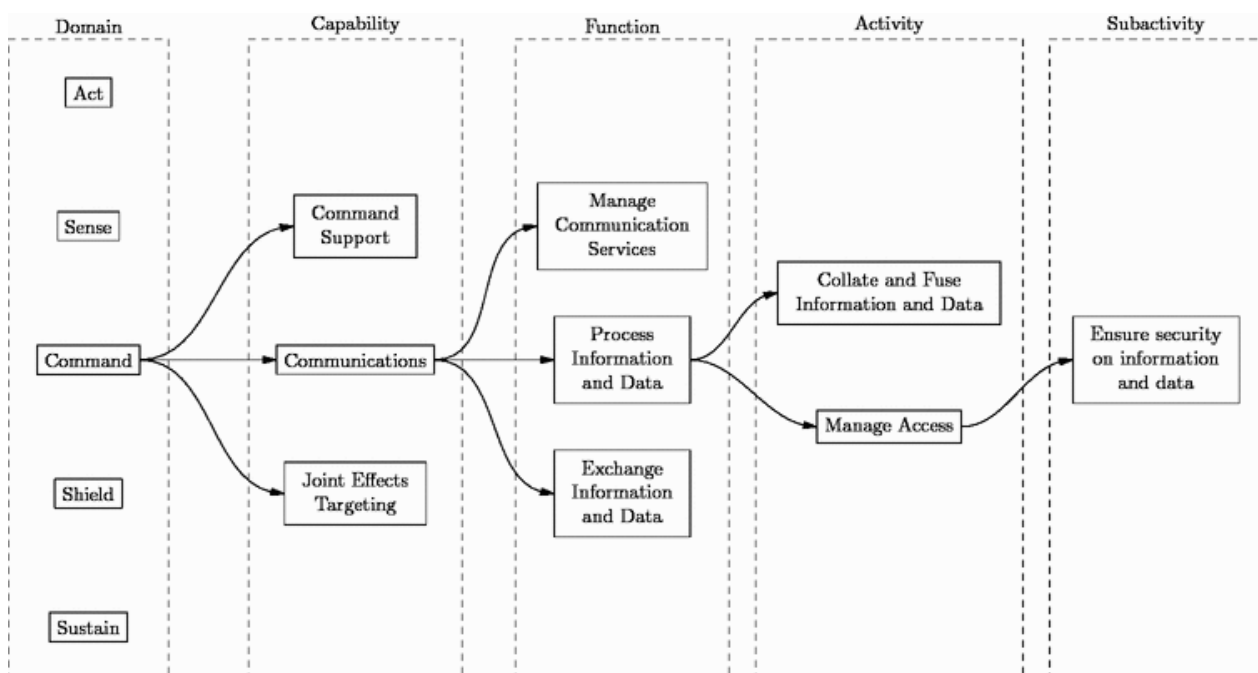 Domain
Capability
Function
Activity
Subactivity
Act
Sense
Command
Shield
Sustain
Command
Support
Communications
Joint Effects
Targeting
Manage
Communication
Services
Process
Information
and Data
Exchange
Information
and Data
Collate and Fuse
Information and Data
Manage Access
Ensure security
on information
and data